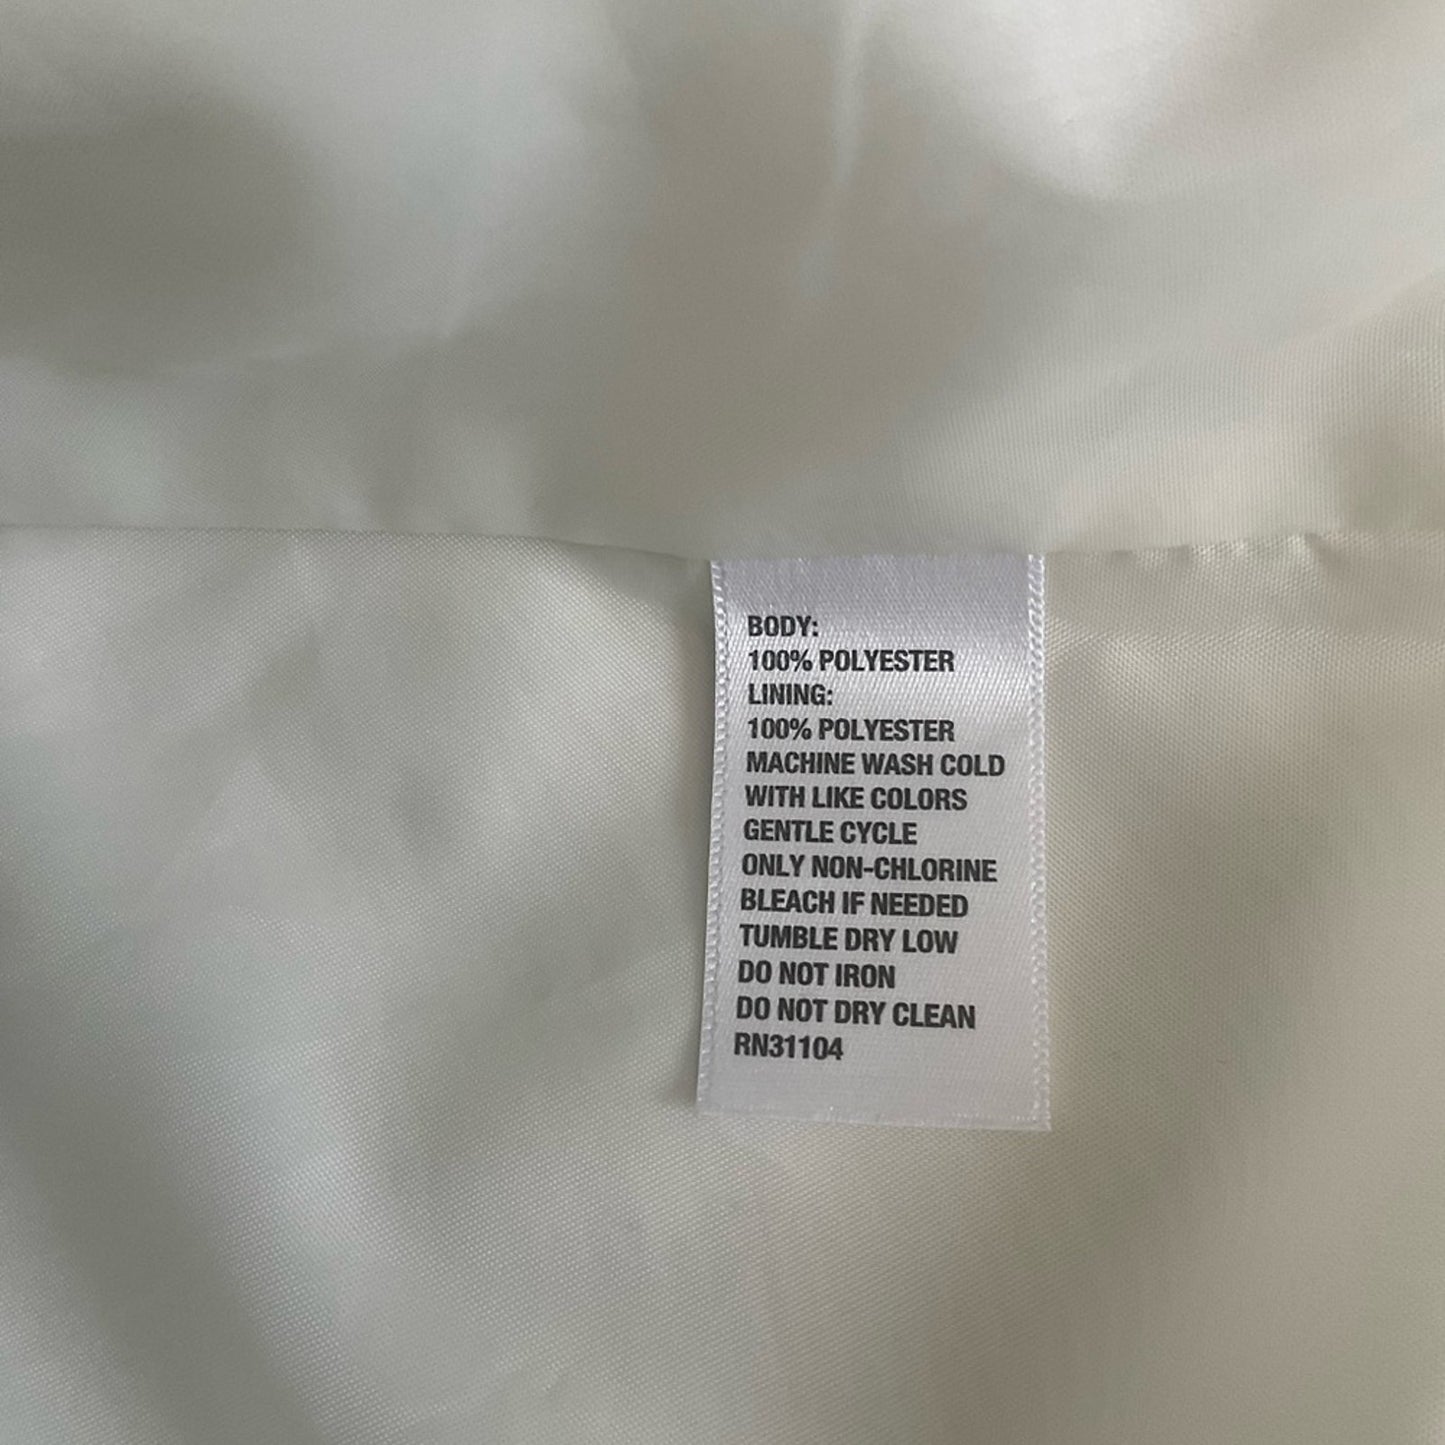 BODY:
100% POLYESTER
LINING:
100% POLYESTER
MACHINE WASH COLD
WITH LIKE COLORS
GENTLE CYCLE
ONLY NON-CHLORINE
BLEACH IF NEEDED
TUMBLE DRY LOW
DO NOT IRON
DO NOT DRY CLEAN
RN31104